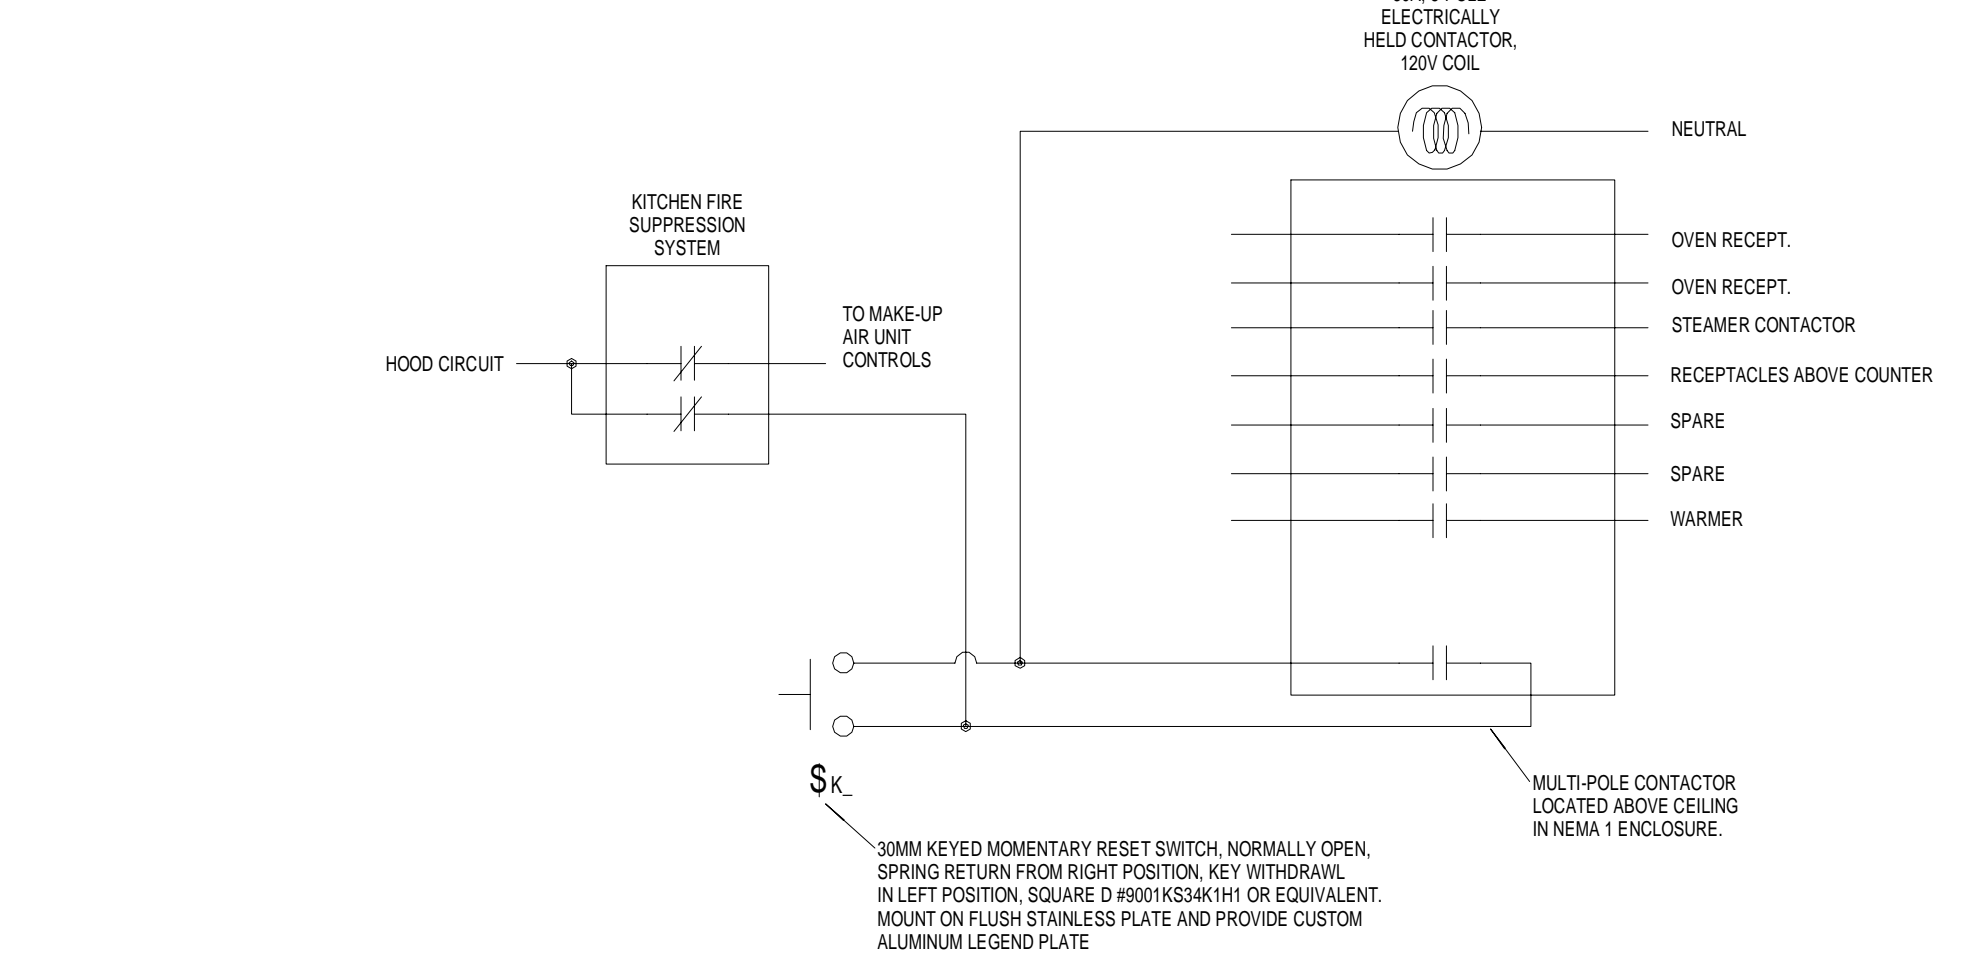 ELECTRICALLY
HELD CONTACTOR,
120V COIL
NEUTRAL
KITCHEN FIRE
SUPPRESSION
SYSTEM
OVEN RECEPT.
OVEN RECEPT.
TO MAKE-UP
AIR UNIT
CONTROLS
STEAMER CONTACTOR
HOOD CIRCUIT
RECEPTACLES ABOVE COUNTER
SPARE
SPARE
WARMER
$ K_
MULTI-POLE CONTACTOR
LOCATED ABOVE CEILING
IN NEMA 1 ENCLOSURE.
30MM KEYED MOMENTARY RESET SWITCH, NORMALLY OPEN,
SPRING RETURN FROM RIGHT POSITION, KEY WITHDRAWL
IN LEFT POSITION, SQUARE D #9001KS34K1H1 OR EQUIVALENT.
MOUNT ON FLUSH STAINLESS PLATE AND PROVIDE CUSTOM
ALUMINUM LEGEND PLATE